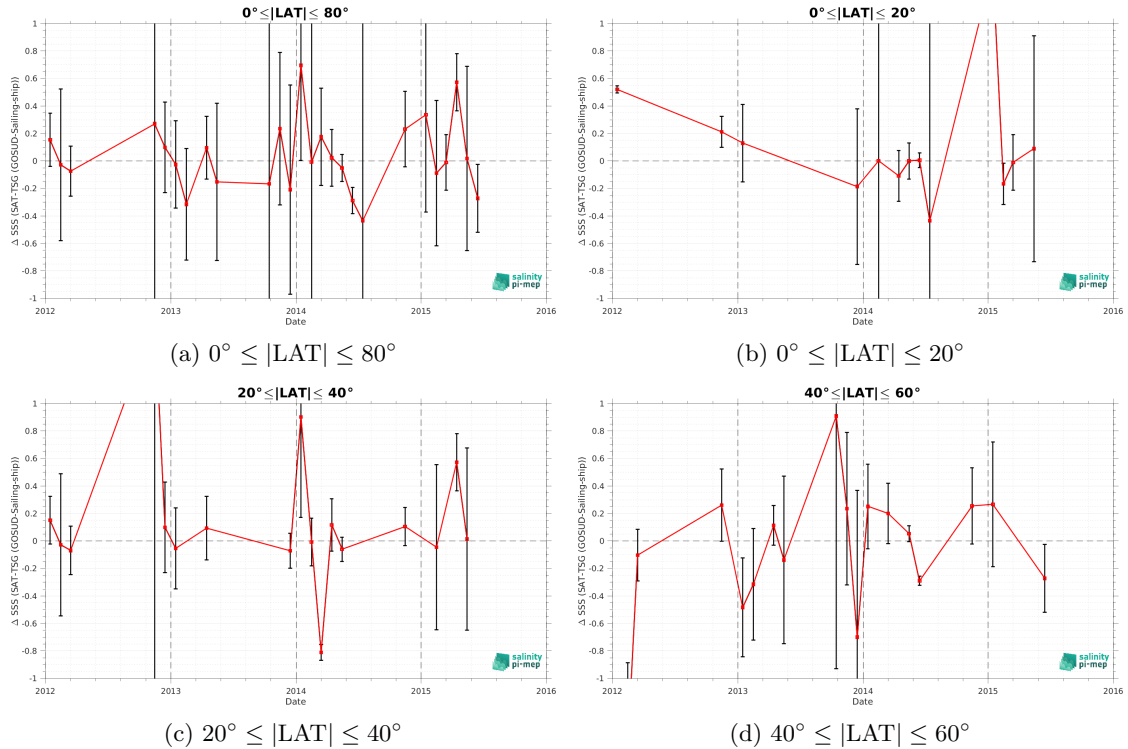 0°≤|LAT|≤ 80°
Δ SSS (SAT-TSG (GOSUD-Sailing-ship))
1
0.8
0.6
0.4
0.2
0
-0.2
-0.4
-0.6
-0.8
-1
2012
2013
2014
2015
2016
Date
salinity
pi-mep
(a) 0° ≤ |LAT| ≤ 80°
0°≤|LAT|≤ 20°
Δ SSS (SAT-TSG (GOSUD-Sailing-ship))
1
0.8
0.6
0.4
0.2
0
-0.2
-0.4
-0.6
-0.8
-1
2012
2013
2014
2015
2016
Date
salinity
pi-mep
(b) 0° ≤ |LAT| ≤ 20°
20°≤|LAT|≤ 40°
Δ SSS (SAT-TSG (GOSUD-Sailing-ship))
1
0.8
0.6
0.4
0.2
0
-0.2
-0.4
-0.6
-0.8
-1
2012
2013
2014
2015
2016
Date
salinity
pi-mep
(c) 20° ≤ |LAT| ≤ 40°
40°≤|LAT|≤ 60°
Δ SSS (SAT-TSG (GOSUD-Sailing-ship))
1
0.8
0.6
0.4
0.2
0
-0.2
-0.4
-0.6
-0.8
-1
2012
2013
2014
2015
2016
Date
salinity
pi-mep
(d) 40° ≤ |LAT| ≤ 60°